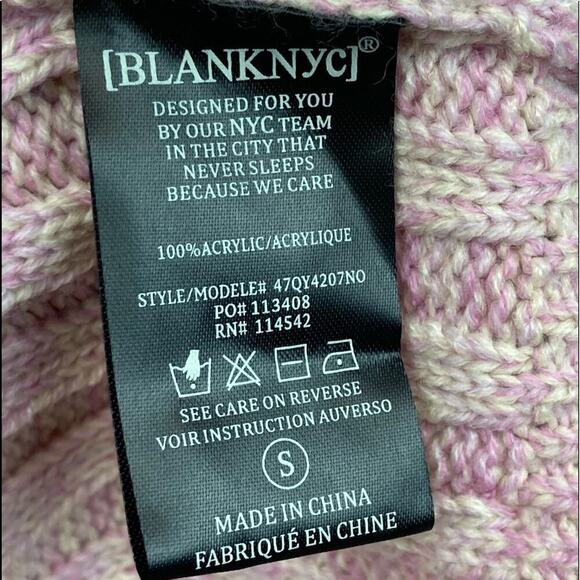 [BLANKNYC]®
DESIGNED FOR YOU
BY OUR NYC TEAM
IN THE CITY THAT
NEVER SLEEPS
BECAUSE WE CARE
100%ACRYLIC/ACRYLIQUE
STYLE/MODELE# 47QY4207NO
PO# 113408
RN# 114542
SEE CARE ON REVERSE
VOIR INSTRUCTION AUVERSO
S
MADE IN CHINA
FABRIQUÉ EN CHINE